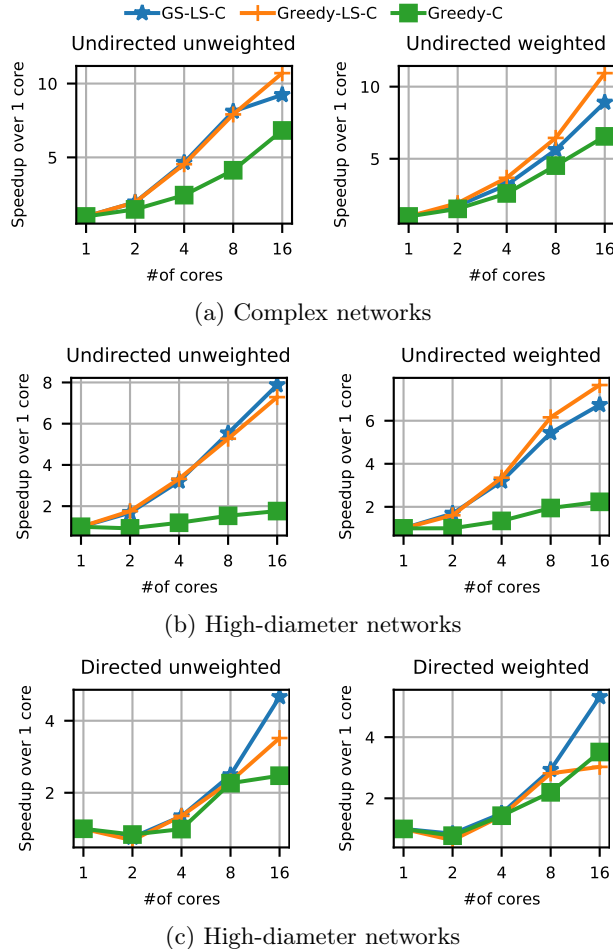 GS-LS-C Greedy-LS-C Greedy-C
Undirected unweighted
Speedup over 1 core
10
5
1 2 4 8 16
#of cores
Undirected weighted
Speedup over 1 core
10
5
1 2 4 8 16
#of cores
(a) Complex networks
Undirected unweighted
Speedup over 1 core
8
6
4
2
1 2 4 8 16
#of cores
Undirected weighted
Speedup over 1 core
6
4
2
1 2 4 8 16
#of cores
(b) High-diameter networks
Directed unweighted
Speedup over 1 core
4
2
1 2 4 8 16
#of cores
Directed weighted
Speedup over 1 core
4
2
1 2 4 8 16
#of cores
(c) High-diameter networks